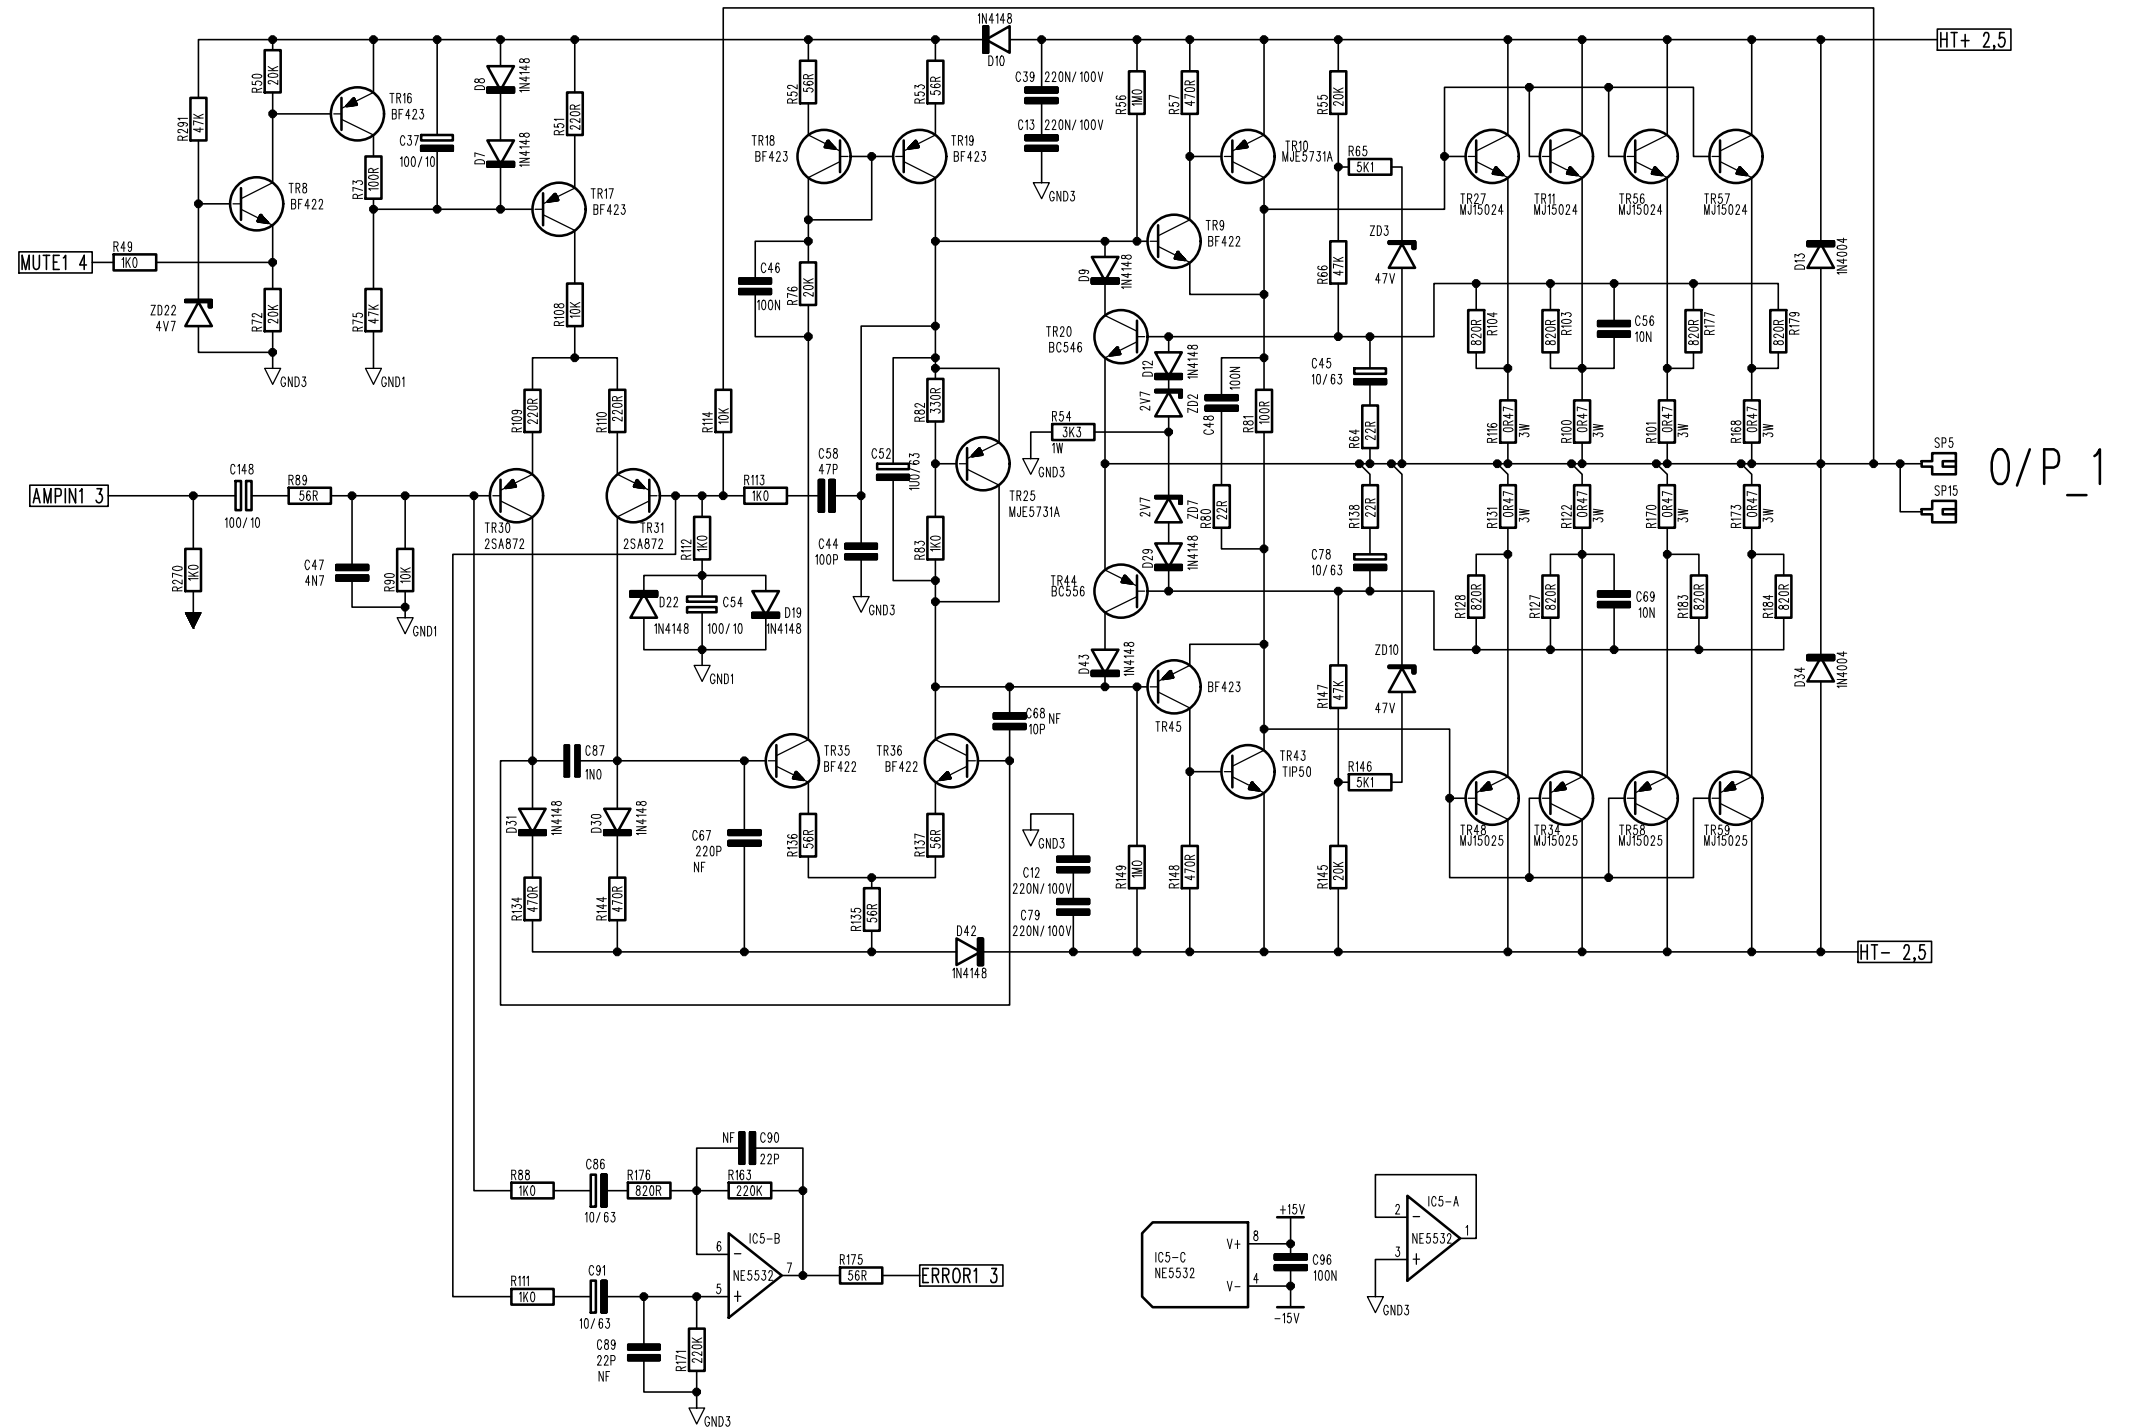 1N4148
D10
HT+ 2,5
R50
20K
R291
47K
TR16
BF423
C37
100/10
D8
1N4148
D7
1N4148
R51
220R
R73
100R
TR8
BF422
TR17
BF423
MUTE1 4
R49
1K0
ZD22
4V7
R72
20K
GND3
R75
47K
GND1
R108
10K
R52
56R
R53
56R
TR18
BF423
TR19
BF423
C39 220N/100V
C13 220N/100V
GND3
R56
1M0
R57
470R
TR10
MJE5731A
R55
20K
R65
5K1
TR9
BF422
ZD3
47V
R66
47K
C46
100N
R76
20K
D9
1N4148
TR20
BC546
TR27
MJ15024
TR11
MJ15024
TR56
MJ15024
TR57
MJ15024
D13
1N4004
820R
R104
820R
R103
C56
10N
820R
R177
820R
R179
R109
220R
R110
220R
R114
10K
R82
330R
D12
1N4148
2V7
ZD2
C48
100N
R81
100R
C45
10/63
R64
22R
R116
0R47
3W
R100
0R47
3W
R101
0R47
3W
R168
0R47
3W
R54
3K3
1W
GND3
SP5
SP15
O/P_1
AMPIN1 3
C148
100/10
R89
56R
TR30
2SA872
TR31
2SA872
R113
1K0
C58
47P
C52
100/63
TR25
MJE5731A
R83
1K0
C44
100P
GND3
2V7
ZD7
R80
22R
D29
1N4148
R138
22R
C78
10/63
R131
0R47
3W
R122
0R47
3W
R170
0R47
3W
R173
0R47
3W
R270
1K0
C47
4N7
R90
10K
GND1
R112
1K0
D22
1N4148
C54
100/10
D19
1N4148
GND1
TR44
BC556
D43
1N4148
TR45
BF423
R128
820R
R127
820R
C69
10N
R183
820R
R184
820R
R147
47K
ZD10
47V
D34
1N4004
C68 NF
10P
C87
1N0
TR35
BF422
TR36
BF422
TR43
TIP50
R146
5K1
D31
1N4148
D30
1N4148
C67
220P
NF
R136
56R
R137
56R
GND3
C12
220N/100V
C79
220N/100V
R149
1M0
R148
470R
R145
20K
TR48
MJ15025
TR34
MJ15025
TR58
MJ15025
TR59
MJ15025
R134
470R
R144
470R
R135
56R
D42
1N4148
HT- 2,5
NF C90
22P
R88
1K0
C86
10/63
R176
820R
R163
220K
IC5-B
NE5532
6
5
7
R175
56R
ERROR1 3
R111
1K0
C91
10/63
C89
22P
NF
R171
220K
GND3
IC5-C
NE5532
V+
8
V-
4
+15V
C96
100N
-15V
IC5-A
NE5532
2
3
1
GND3